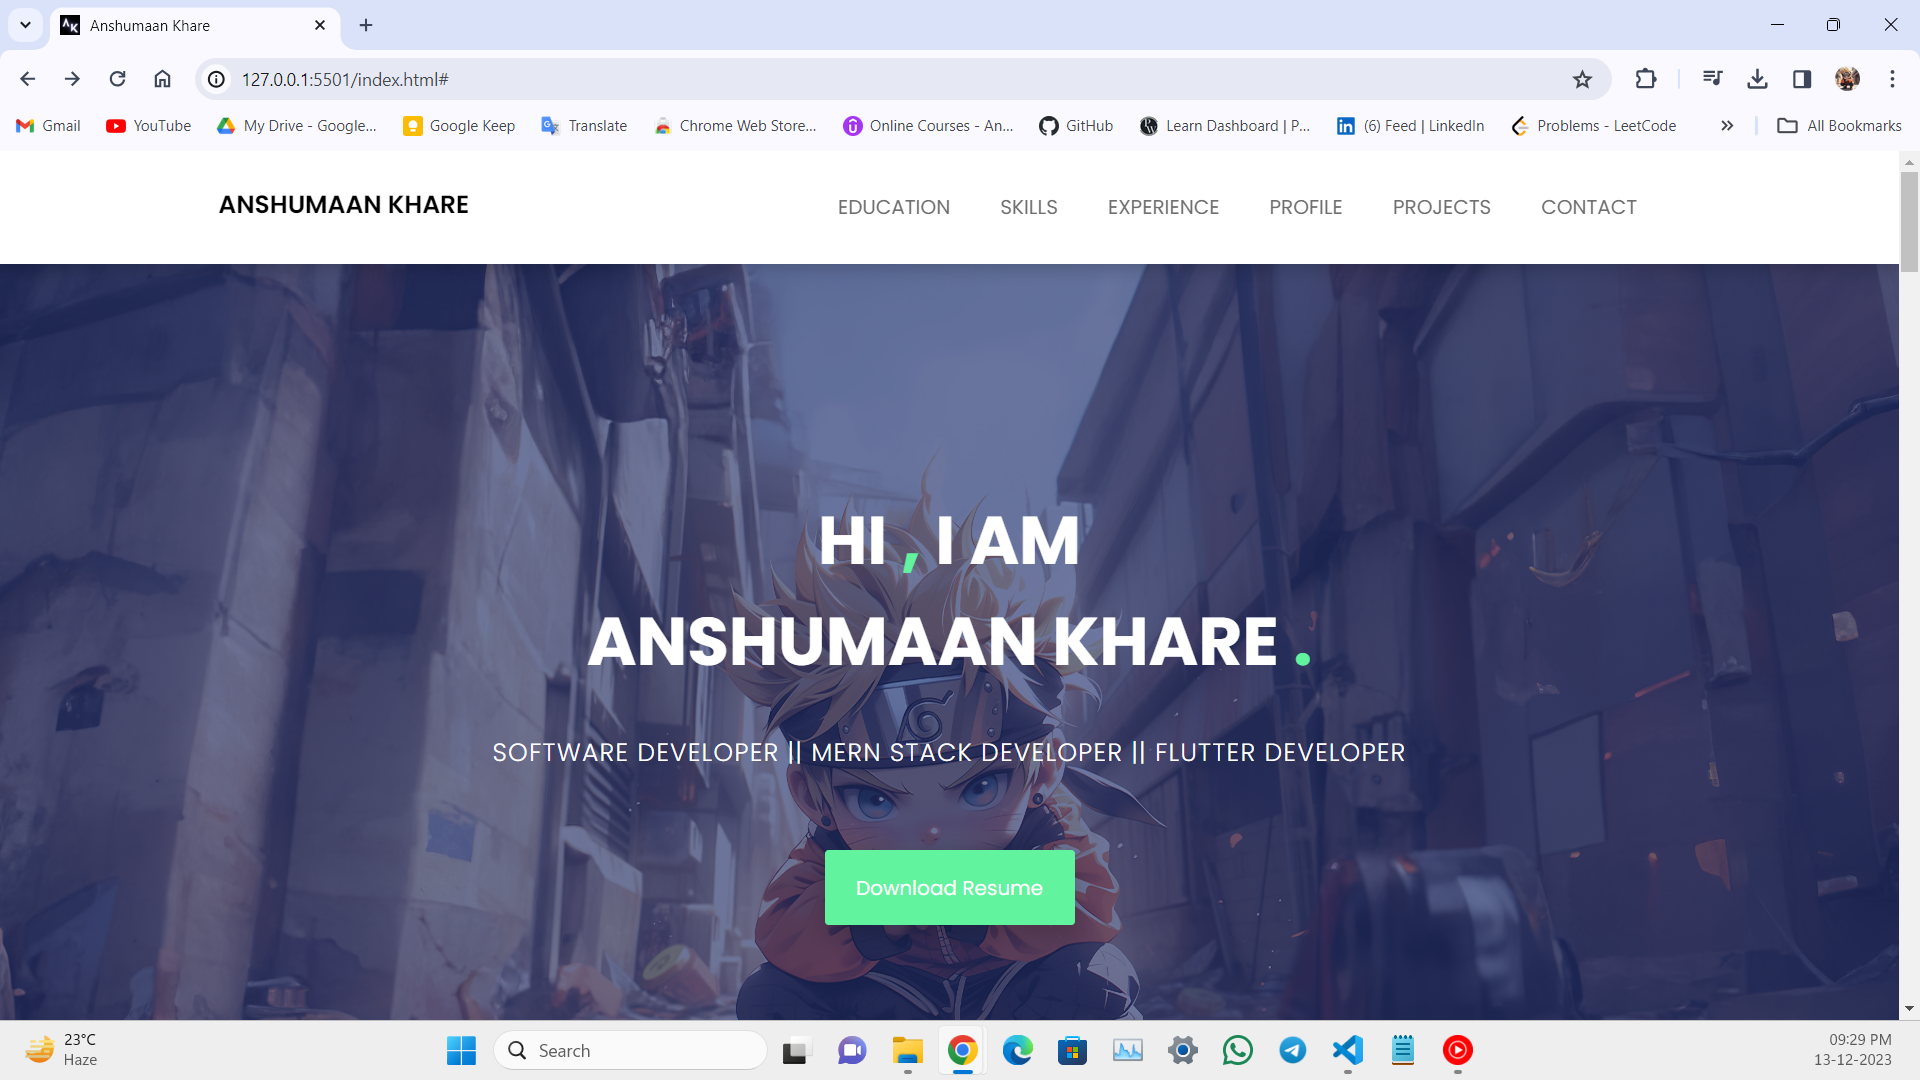 Anshumaan Khare
127.0.0.1:5501/index.html#
Gmail YouTube My Drive - Google... Google Keep Translate Chrome Web Store... Online Courses - An... GitHub Learn Dashboard | P... (6) Feed | LinkedIn Problems - LeetCode All Bookmarks
ANSHUMAAN KHARE EDUCATION SKILLS EXPERIENCE PROFILE PROJECTS CONTACT
HI , I AM
ANSHUMAAN KHARE .
SOFTWARE DEVELOPER || MERN STACK DEVELOPER || FLUTTER DEVELOPER
Download Resume
23°C
Haze
Search
09:29 PM
13-12-2023